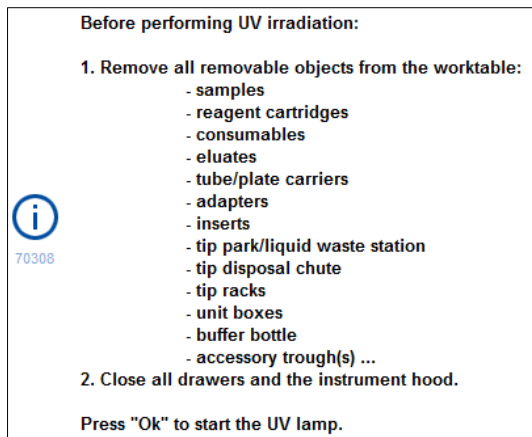 Before performing UV irradiation:
1. Remove all removable objects from the worktable:
- samples
- reagent cartridges
- consumables
- eluates
- tube/plate carriers
- adapters
- inserts
- tip park/liquid waste station
- tip disposal chute
- tip racks
- unit boxes
- buffer bottle
- accessory trough(s) ...
2. Close all drawers and the instrument hood.
Press "Ok" to start the UV lamp.
i
70308